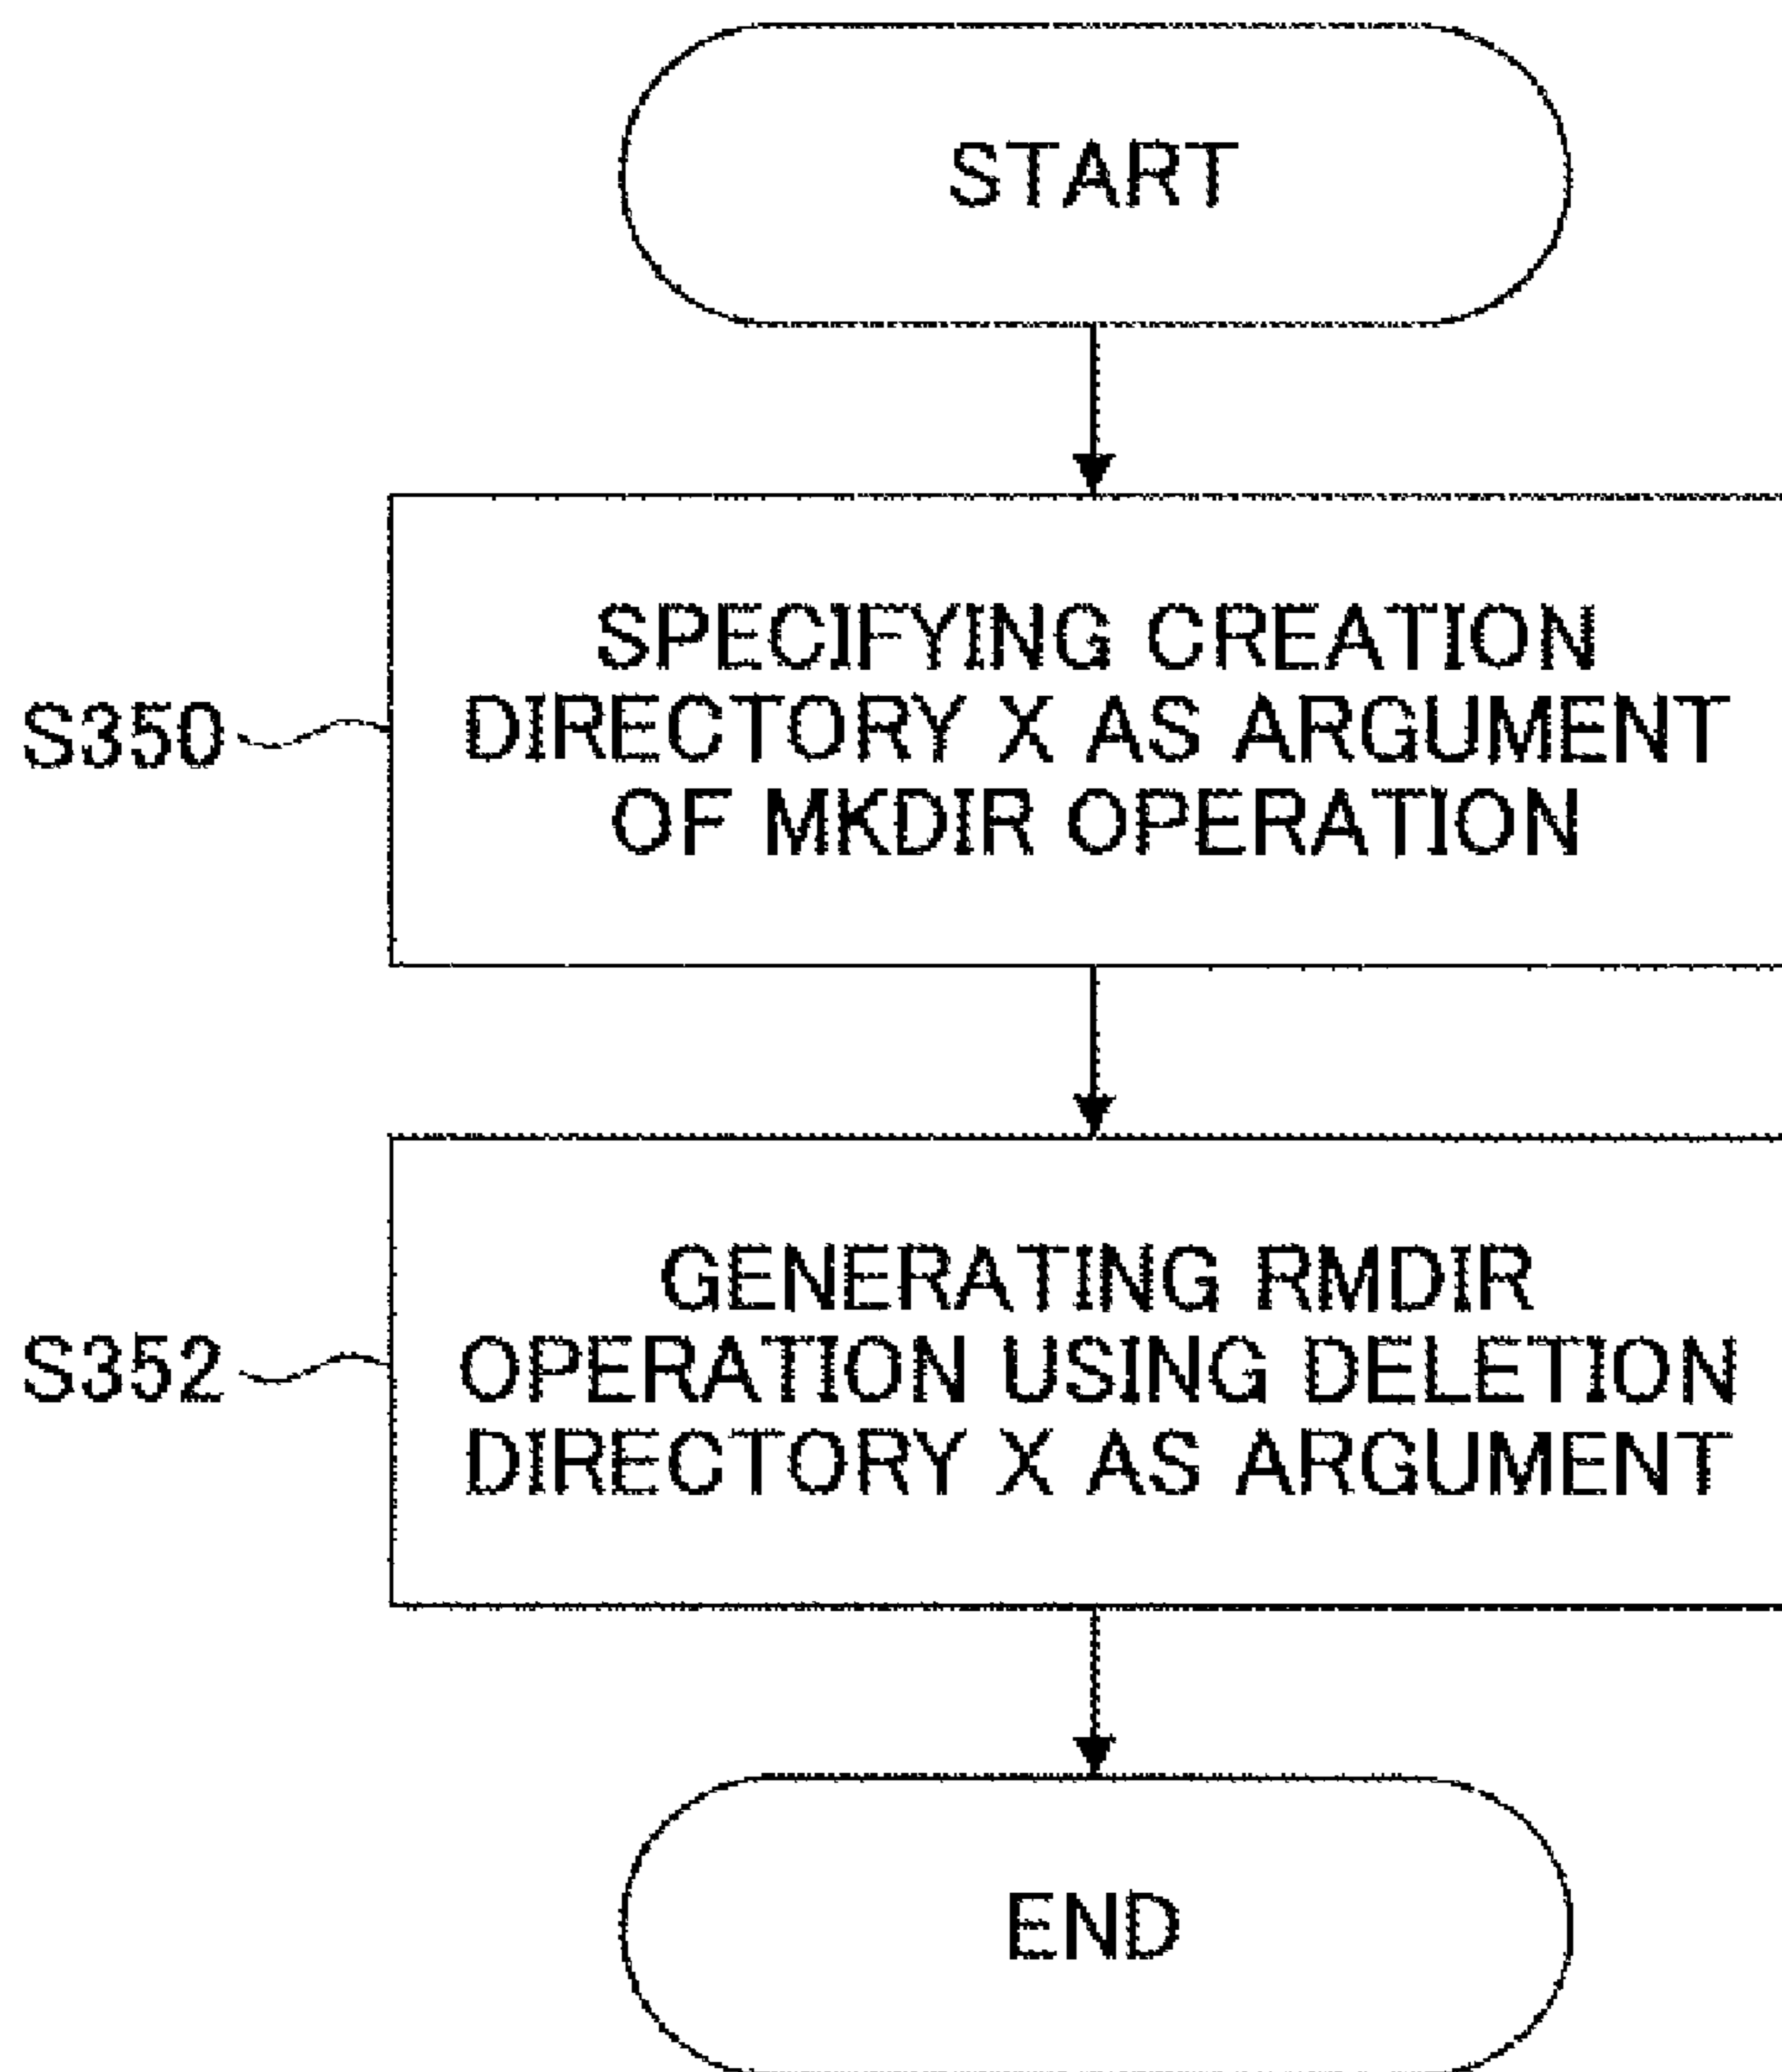 START
SPECIFYING CREATION
DIRECTORY X AS ARGUMENT
OF MKDIR OPERATION
S350
GENERATING RMDIR
OPERATION USING DELETION
DIRECTORY X AS ARGUMENT
S352
END